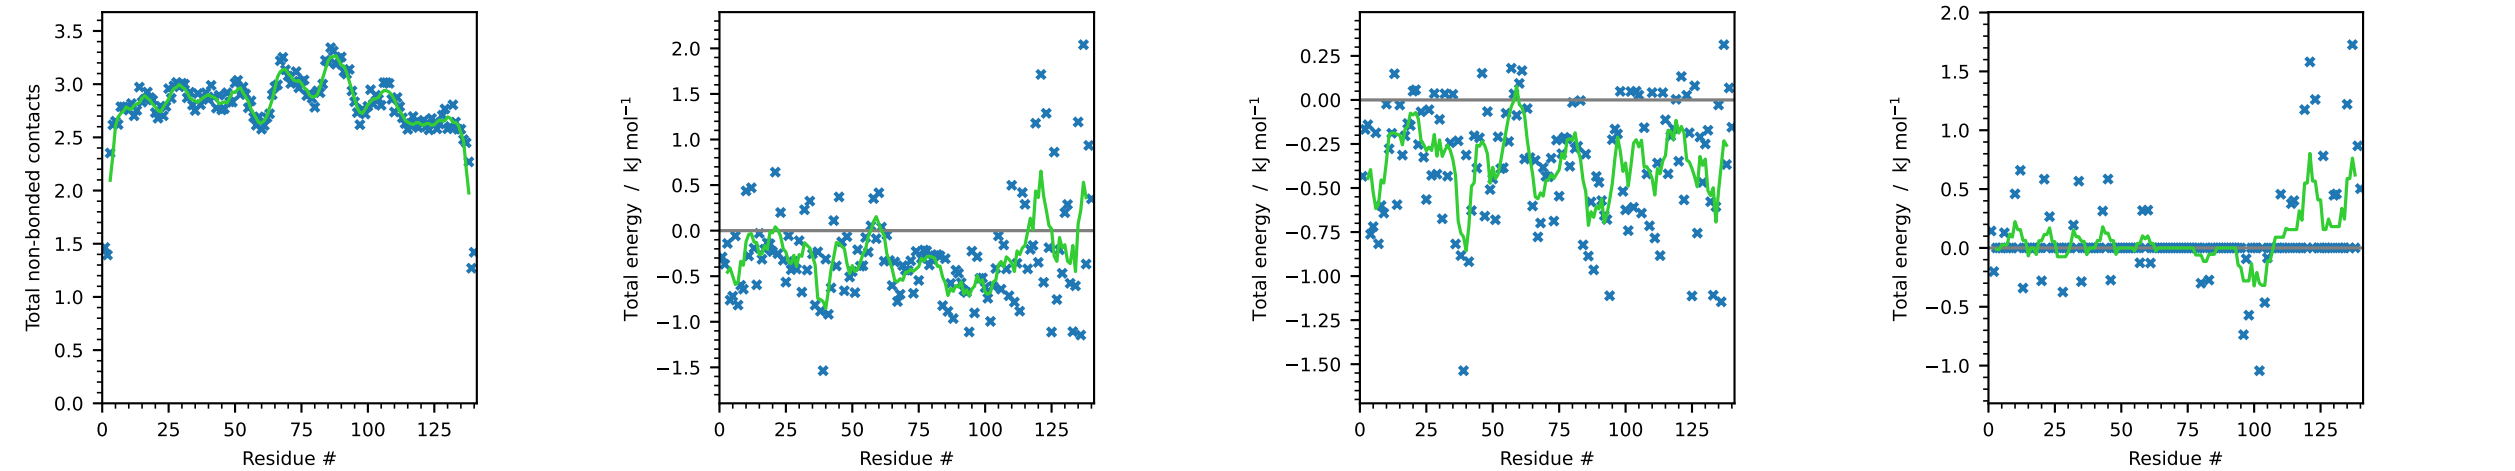 Total non-bonded contacts
3.5
3.0
2.5
2.0
1.5
1.0
0.5
0.0
0 25 50 75 100 125
Residue #
Total energy / kJ mol⁻¹
2.0
1.5
1.0
0.5
0.0
−0.5
−1.0
−1.5
0 25 50 75 100 125
Residue #
Total energy / kJ mol⁻¹
0.25
0.00
−0.25
−0.50
−0.75
−1.00
−1.25
−1.50
0 25 50 75 100 125
Residue #
Total energy / kJ mol⁻¹
2.0
1.5
1.0
0.5
0.0
−0.5
−1.0
0 25 50 75 100 125
Residue #